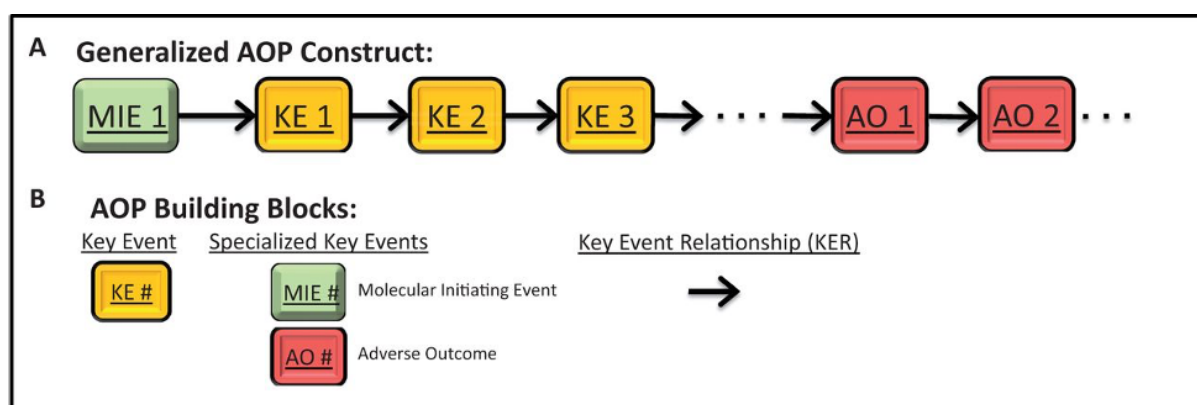 A Generalized AOP Construct:
MIE 1 KE 1 KE 2 KE 3 . . . . AO 1 AO 2 . . .
B AOP Building Blocks:
Key Event Specialized Key Events Key Event Relationship (KER)
KE # MIE # Molecular Initiating Event
AO # Adverse Outcome